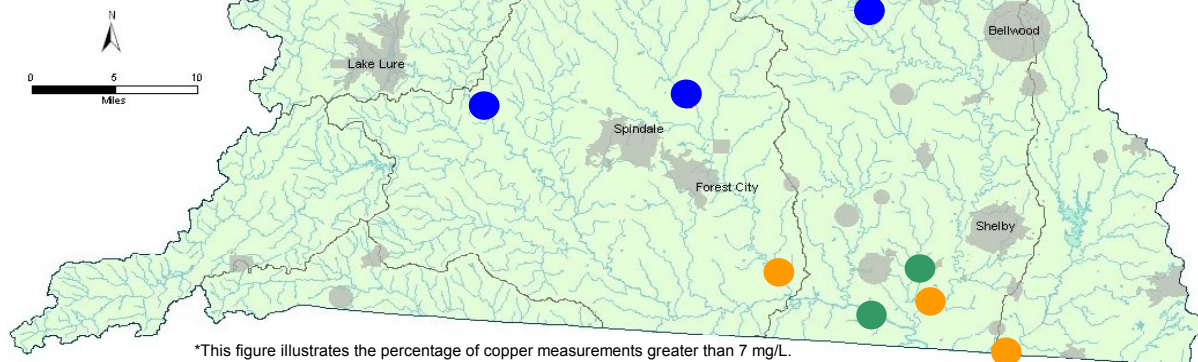 N
Bellwood
Lake Lure
0 5 10
Miles
Spindale
Forest City
Shelby
*This figure illustrates the percentage of copper measurements greater than 7 mg/L.